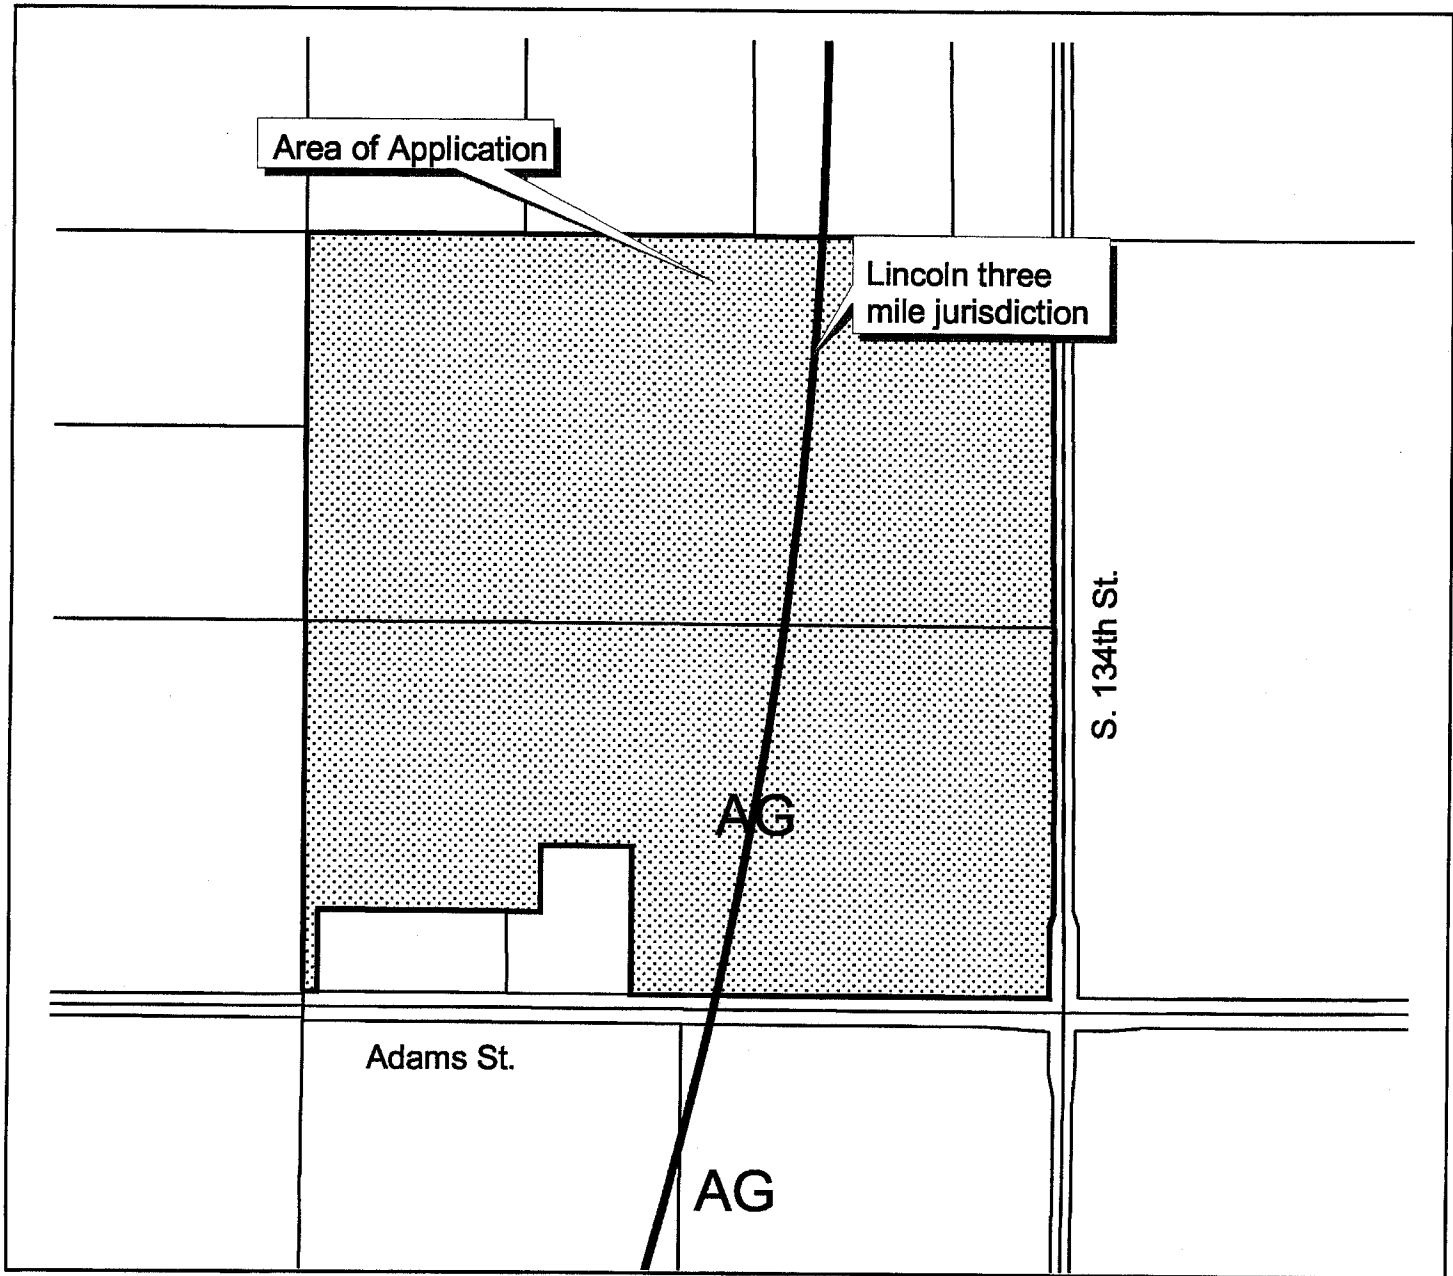 Area of Application
Lincoln three
mile jurisdiction
S. 134th St.
AG
Adams St.
AG